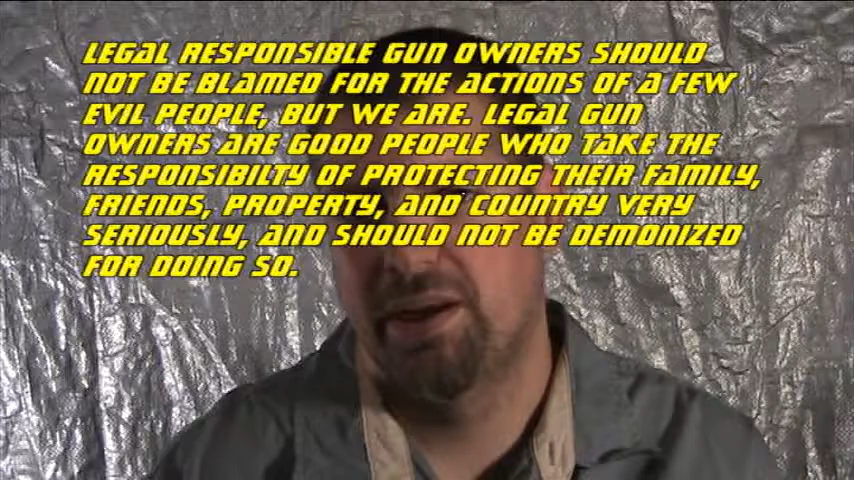 LEGAL RESPONSIBLE GUN OWNERS SHOULD
NOT BE BLAMED FOR THE ACTIONS OF A FEW
EVIL PEOPLE, BUT WE ARE. LEGAL GUN
OWNERS ARE GOOD PEOPLE WHO TAKE THE
RESPONSIBILTY OF PROTECTING THEIR FAMILY,
FRIENDS, PROPERTY, AND COUNTRY VERY
SERIOUSLY, AND SHOULD NOT BE DEMONIZED
FOR DOING SO.